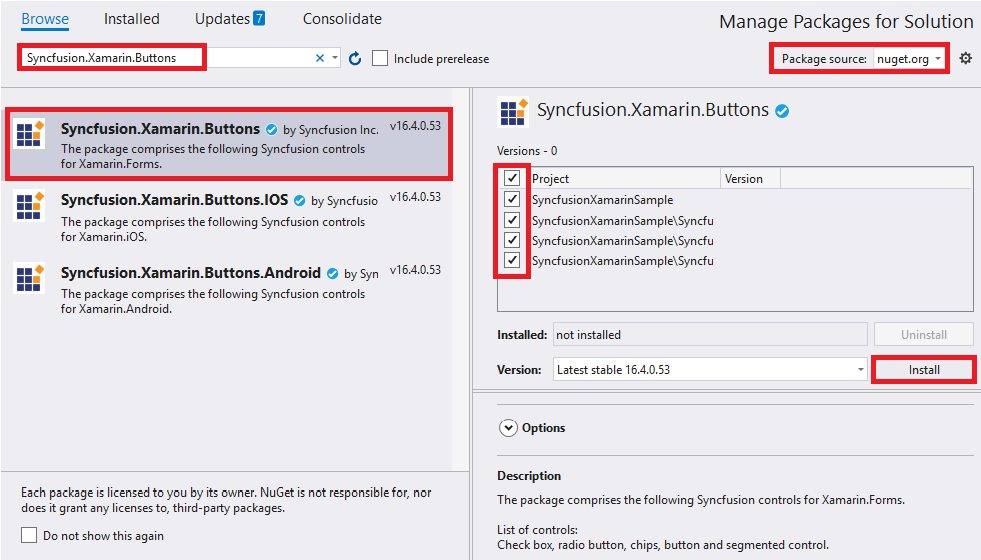 Browse Installed Updates 7 Consolidate
Manage Packages for Solution
Syncfusion.Xamarin.Buttons
Include prerelease
Package source: nuget.org
Syncfusion.Xamarin.Buttons by Syncfusion Inc. v16.4.0.53
The package comprises the following Syncfusion controls
for Xamarin.Forms.
Syncfusion.Xamarin.Buttons.IOS by Syncfusio v16.4.0.53
The package comprises the following Syncfusion controls
for Xamarin.iOS.
Syncfusion.Xamarin.Buttons.Android by Syn v16.4.0.53
The package comprises the following Syncfusion controls
for Xamarin.Android.
Each package is licensed to you by its owner. NuGet is not responsible for, nor
does it grant any licenses to, third-party packages.
Do not show this again
Syncfusion.Xamarin.Buttons
Versions - 0
Project Version
SyncfusionXamarinSample
SyncfusionXamarinSample\Syncfu
SyncfusionXamarinSample\Syncfu
SyncfusionXamarinSample\Syncfu
Installed: not installed Uninstall
Version: Latest stable 16.4.0.53 Install
Options
Description
The package comprises the following Syncfusion controls for Xamarin.Forms.
List of controls:
Check box, radio button, chips, button and segmented control.